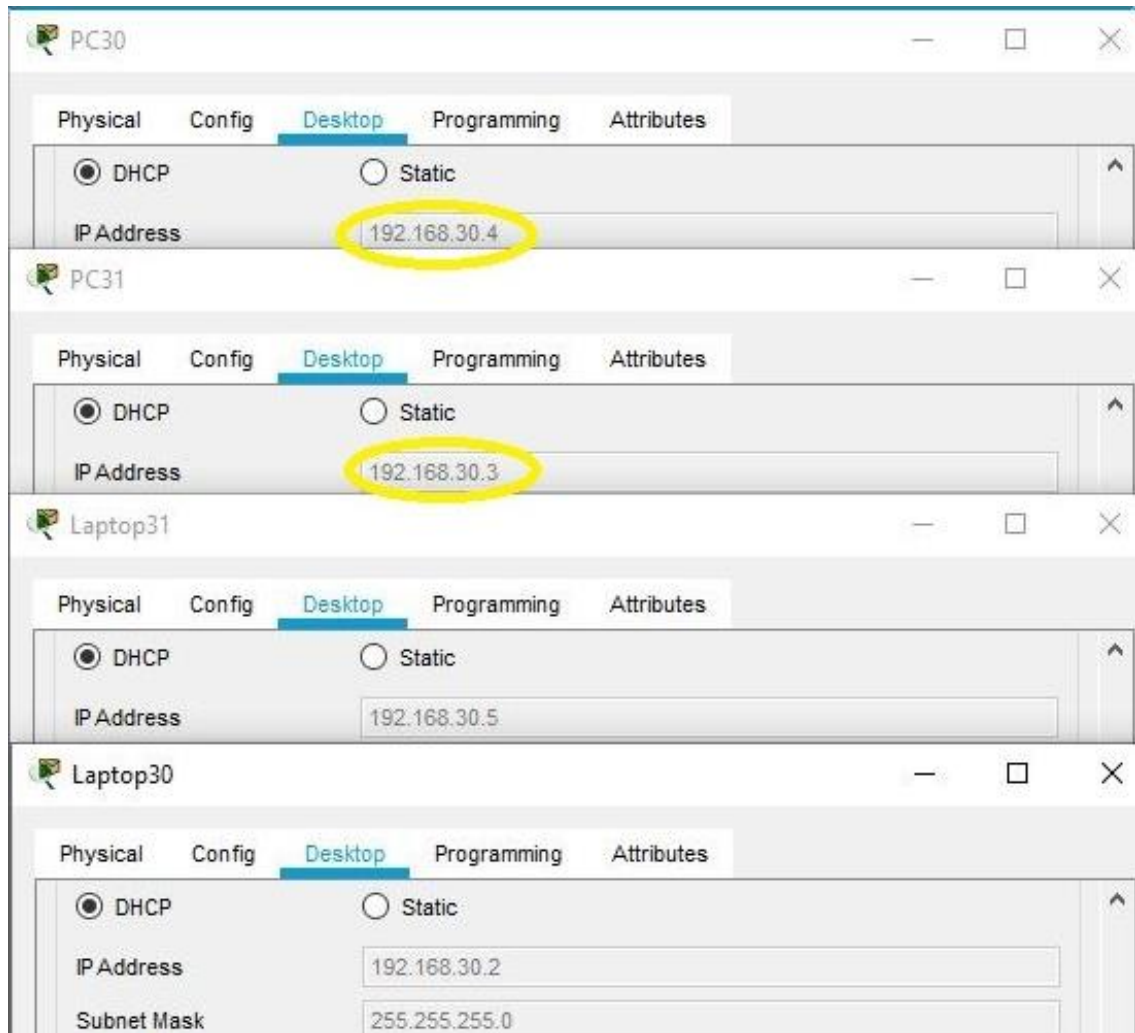 PC30
Physical Config Desktop Programming Attributes
DHCP Static
IP Address 192.168.30.4
PC31
Physical Config Desktop Programming Attributes
DHCP Static
IP Address 192.168.30.3
Laptop31
Physical Config Desktop Programming Attributes
DHCP Static
IP Address 192.168.30.5
Laptop30
Physical Config Desktop Programming Attributes
DHCP Static
IP Address 192.168.30.2
Subnet Mask 255.255.255.0